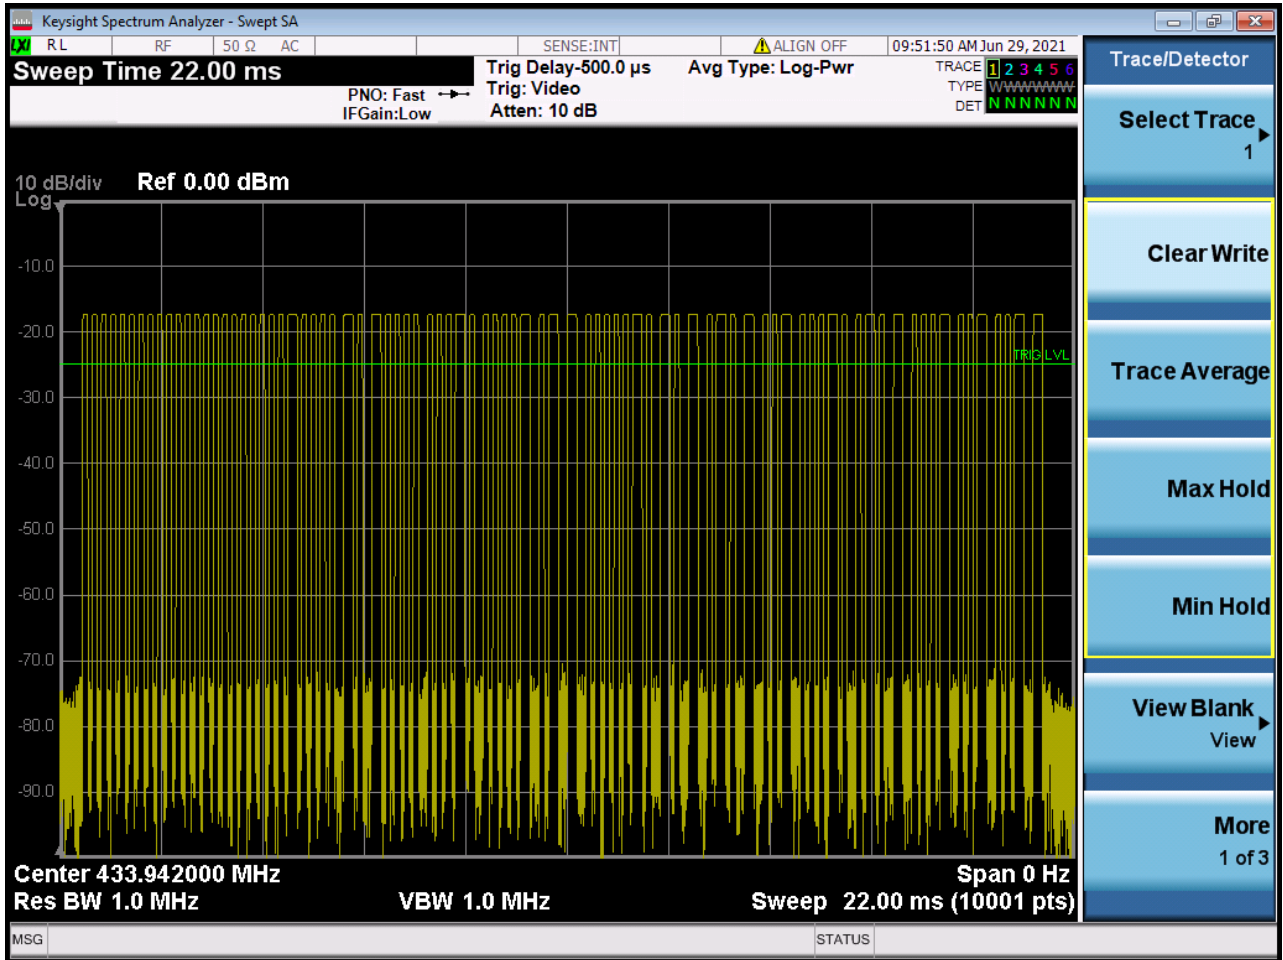 Keysight Spectrum Analyzer - Swept SA
LXI RL RF 50 Ω AC SENSE:INT ALIGN OFF 09:51:50 AM Jun 29, 2021
Sweep Time 22.00 ms
PNO: Fast
IFGain:Low
Trig Delay-500.0 µs
Trig: Video
Atten: 10 dB
Avg Type: Log-Pwr
TRACE 1 2 3 4 5 6
TYPE WWWWWW
DET N N N N N N
10 dB/div
Log
Ref 0.00 dBm
-10.0
-20.0
-30.0
-40.0
-50.0
-60.0
-70.0
-80.0
-90.0
TRIG LVL
Center 433.942000 MHz
Span 0 Hz
Res BW 1.0 MHz
VBW 1.0 MHz
Sweep 22.00 ms (10001 pts)
MSG
STATUS
Trace/Detector
Select Trace
1
Clear Write
Trace Average
Max Hold
Min Hold
View Blank
View
More
1 of 3